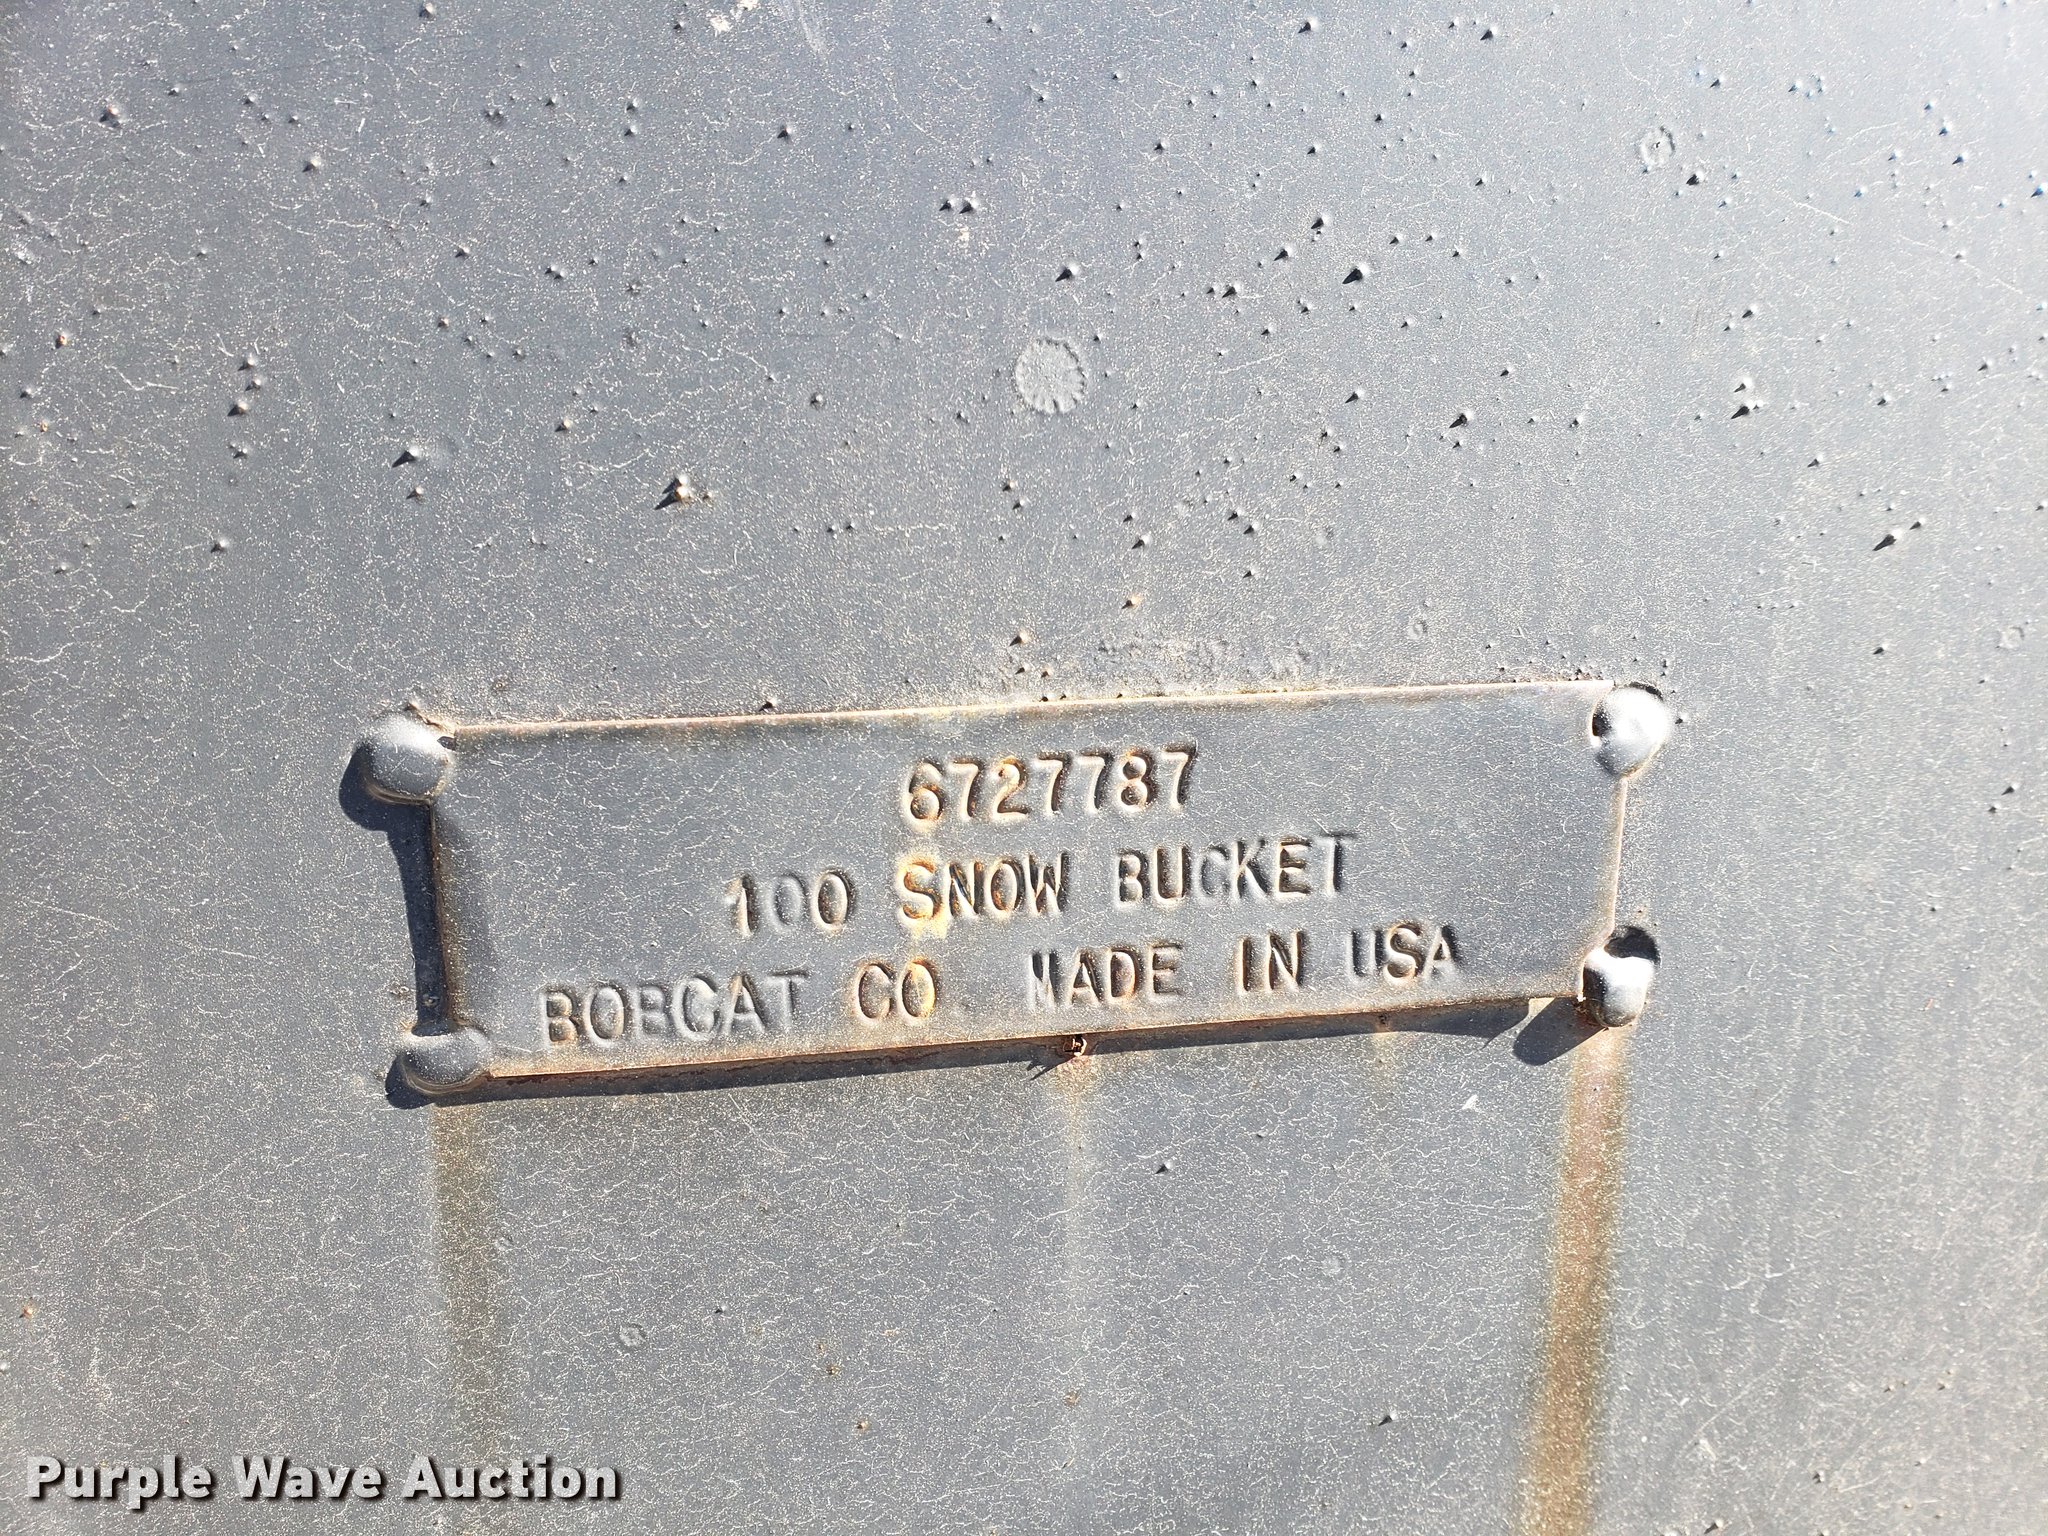 6727787
100 SNOW BUCKET
BOBCAT CO MADE IN USA
Purple Wave Auction